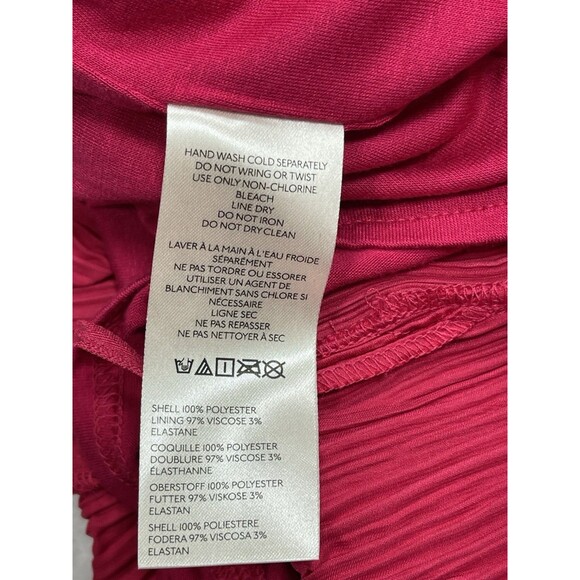 HAND WASH COLD SEPARATELY
DO NOT WRING OR TWIST
USE ONLY NON-CHLORINE
BLEACH
LINE DRY
DO NOT IRON
DO NOT DRY CLEAN
LAVER À LA MAIN À L'EAU FROIDE
SÉPARÉMENT
NE PAS TORDRE OU ESSORER
UTILISER UN AGENT DE
BLANCHIMENT SANS CHLORE SI
NÉCESSAIRE
LIGNE SEC
NE PAS REPASSER
NE PAS NETTOYER À SEC
SHELL 100% POLYESTER
LINING 97% VISCOSE 3%
ELASTANE
COQUILLE 100% POLYESTER
DOUBLURE 97% VISCOSE 3%
ÉLASTHANNE
OBERSTOFF 100% POLYESTER
FUTTER 97% VISKOSE 3%
ELASTAN
SHELL 100% POLIESTERE
FODERA 97% VISCOSA 3%
ELASTAN